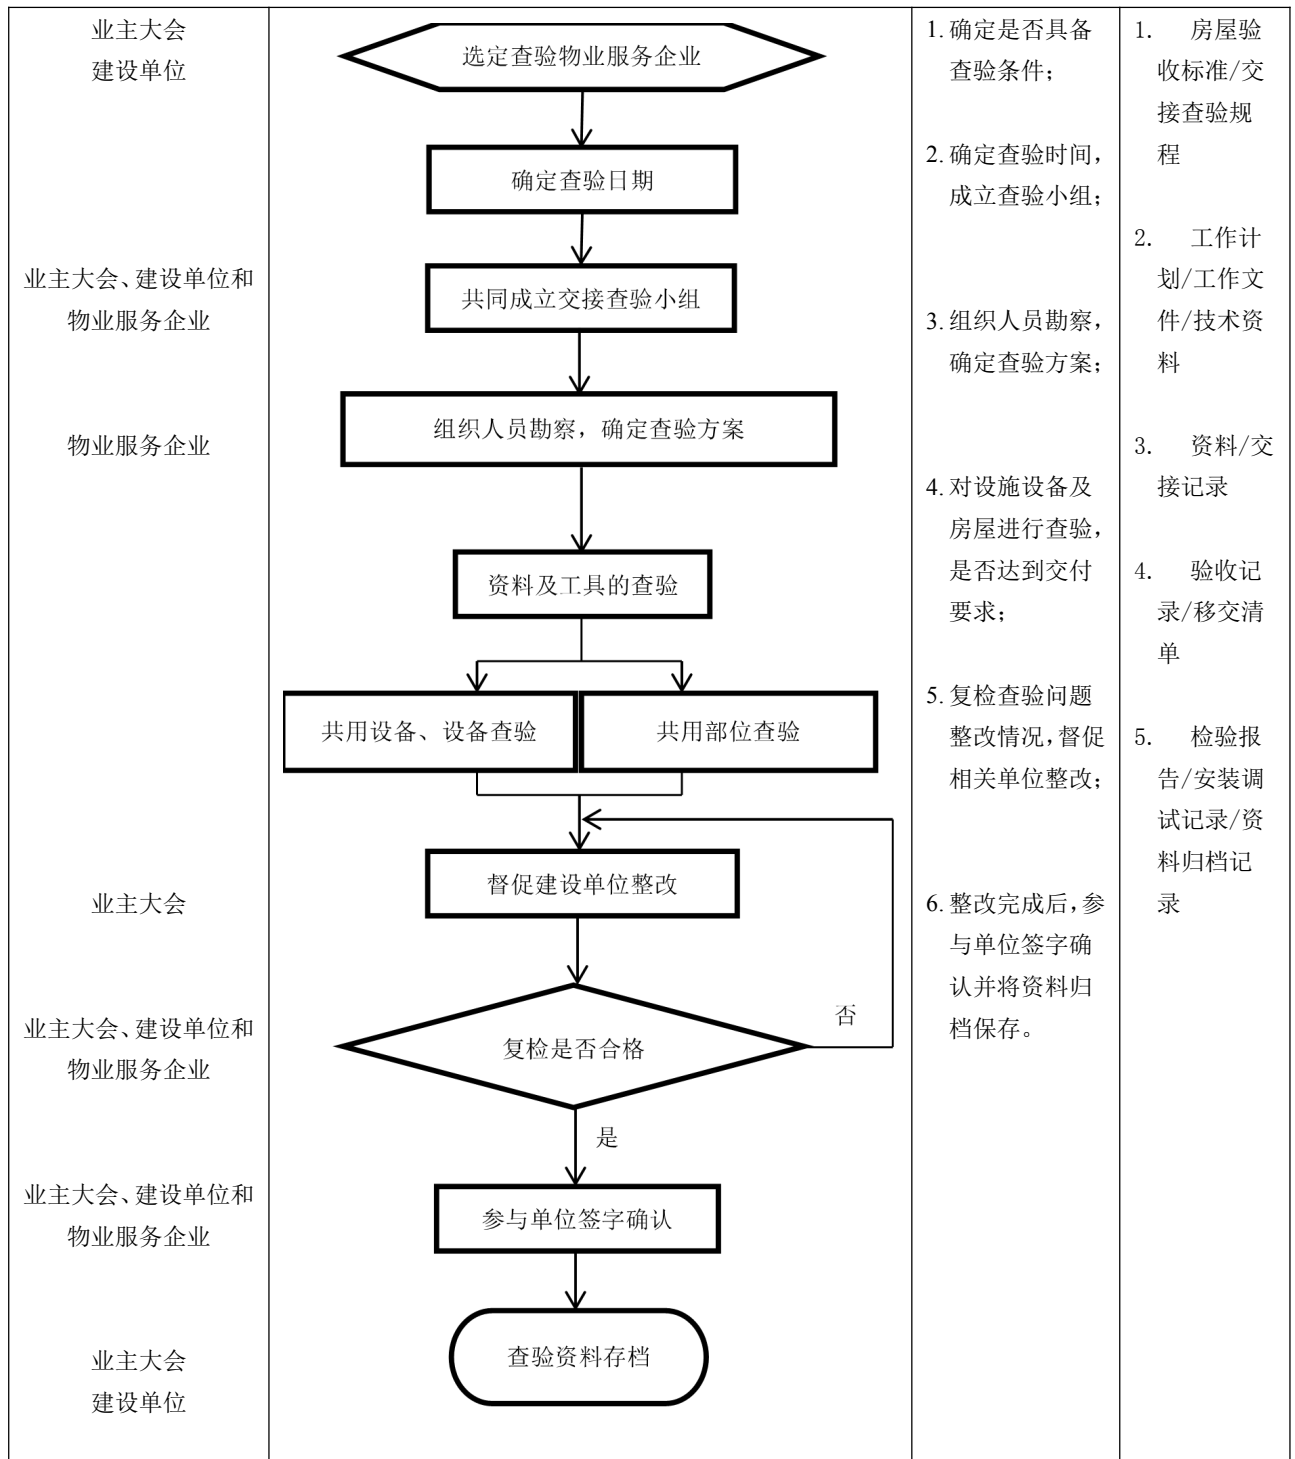 业主大会
建设单位
业主大会、建设单位和
物业服务企业
物业服务企业
业主大会
业主大会、建设单位和
物业服务企业
业主大会、建设单位和
物业服务企业
业主大会
建设单位
选定查验物业服务企业
确定查验日期
共同成立交接查验小组
组织人员勘察，确定查验方案
资料及工具的查验
共用设备、设备查验
共用部位查验
督促建设单位整改
复检是否合格
否
是
参与单位签字确认
查验资料存档
1. 确定是否具备
查验条件；
2. 确定查验时间，
成立查验小组；
3. 组织人员勘察，
确定查验方案；
4. 对设施设备及
房屋进行查验，
是否达到交付
要求；
5. 复检查验问题
整改情况，督促
相关单位整改；
6. 整改完成后，参
与单位签字确
认并将资料归
档保存。
1. 房屋验
收标准/交
接查验规
程
2. 工作计
划/工作文
件/技术资
料
3. 资料/交
接记录
4. 验收记
录/移交清
单
5. 检验报
告/安装调
试记录/资
料归档记
录